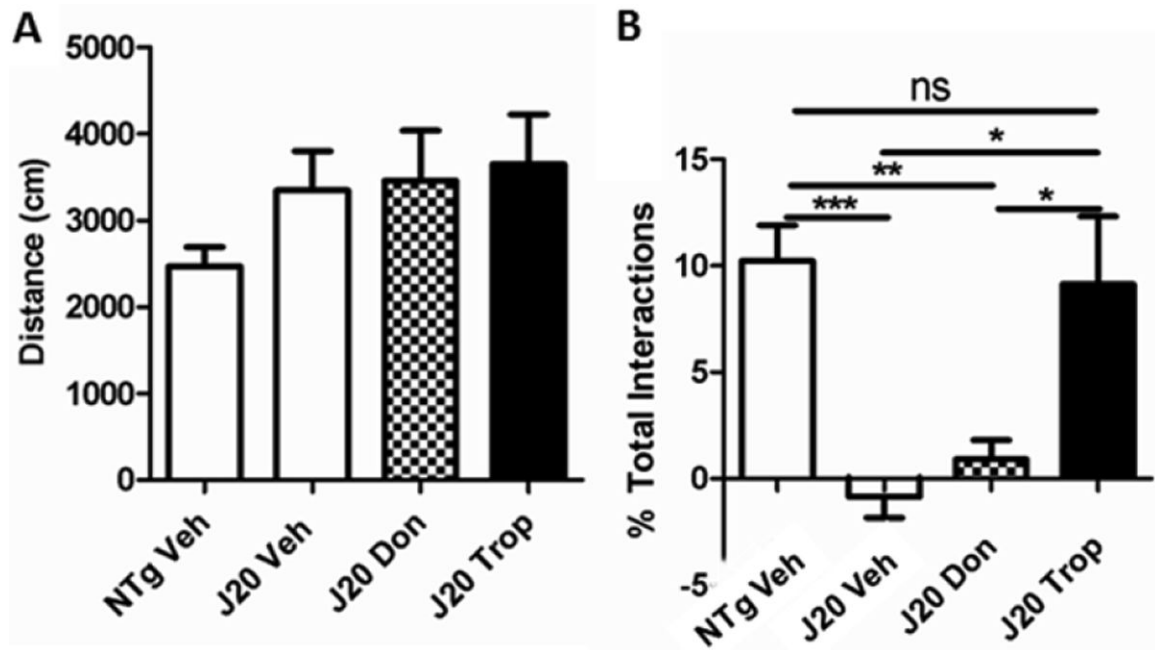 A
Distance (cm)
5000
4000
3000
2000
1000
0
NTg Veh
J20 Veh
J20 Don
J20 Trop
B
% Total Interactions
ns
*
**
***
*
15
10
5
0
-5
NTg Veh
J20 Veh
J20 Don
J20 Trop